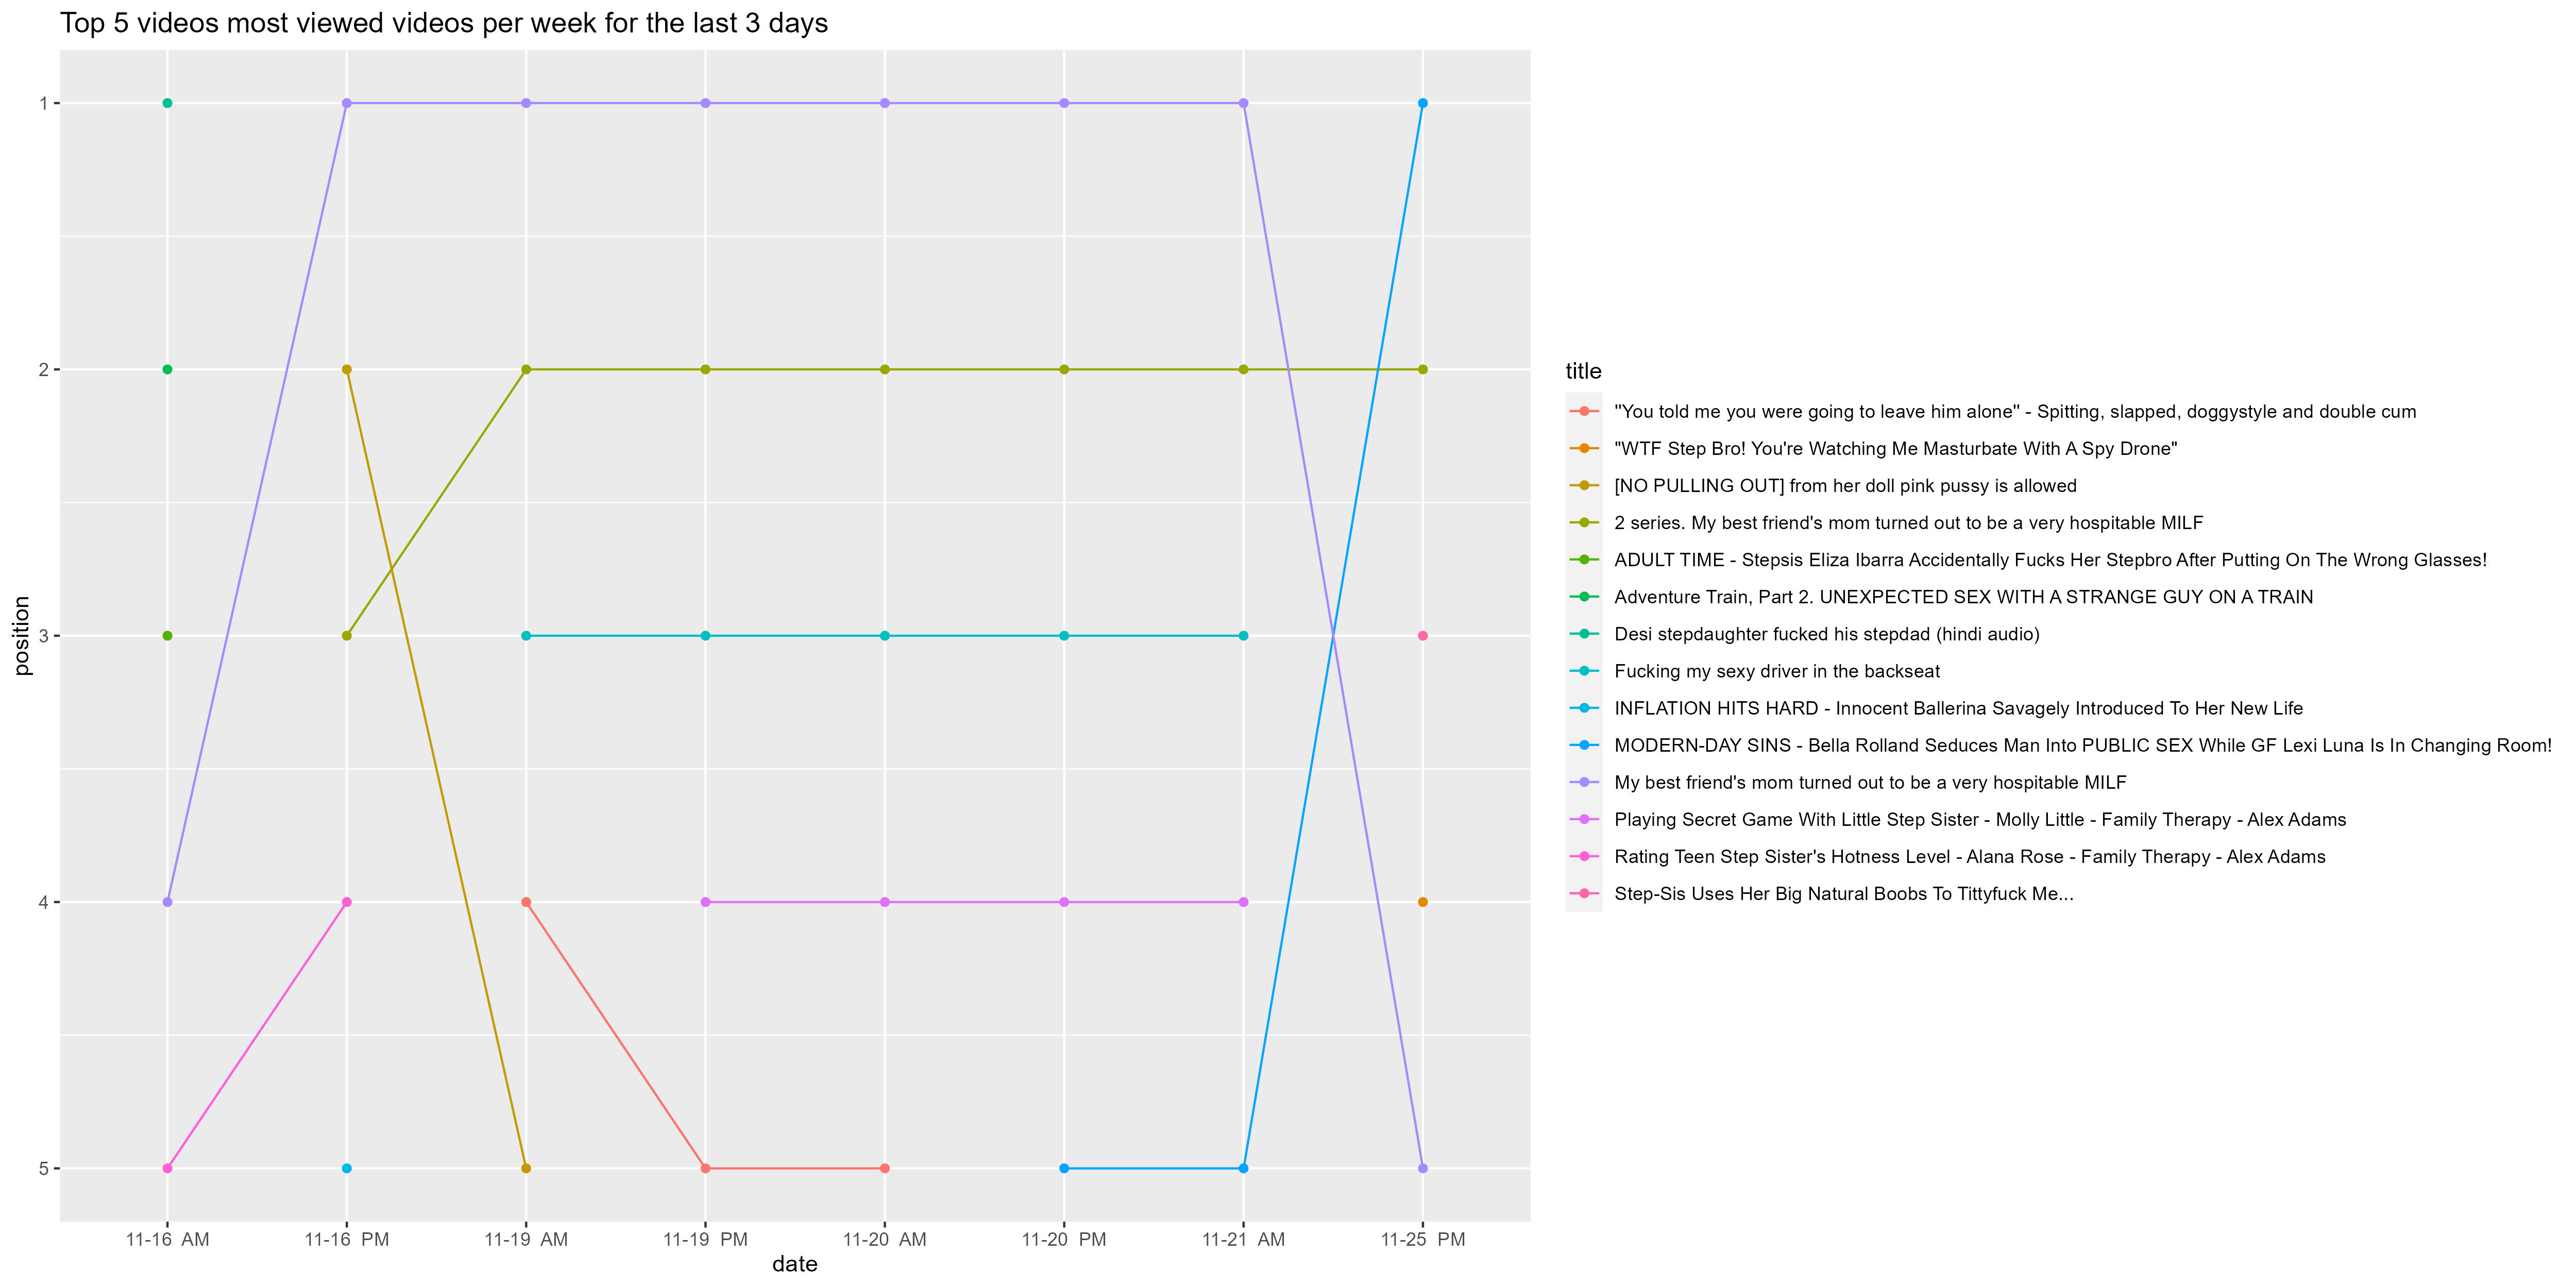 Top 5 videos most viewed videos per week for the last 3 days
position
1
2
3
4
5
11-16 AM
11-16 PM
11-19 AM
11-19 PM
11-20 AM
11-20 PM
11-21 AM
11-25 PM
date
title
"You told me you were going to leave him alone" - Spitting, slapped, doggystyle and double cum
"WTF Step Bro! You're Watching Me Masturbate With A Spy Drone"
[NO PULLING OUT] from her doll pink pussy is allowed
2 series. My best friend's mom turned out to be a very hospitable MILF
ADULT TIME - Stepsis Eliza Ibarra Accidentally Fucks Her Stepbro After Putting On The Wrong Glasses!
Adventure Train, Part 2. UNEXPECTED SEX WITH A STRANGE GUY ON A TRAIN
Desi stepdaughter fucked his stepdad (hindi audio)
Fucking my sexy driver in the backseat
INFLATION HITS HARD - Innocent Ballerina Savagely Introduced To Her New Life
MODERN-DAY SINS - Bella Rolland Seduces Man Into PUBLIC SEX While GF Lexi Luna Is In Changing Room!
My best friend's mom turned out to be a very hospitable MILF
Playing Secret Game With Little Step Sister - Molly Little - Family Therapy - Alex Adams
Rating Teen Step Sister's Hotness Level - Alana Rose - Family Therapy - Alex Adams
Step-Sis Uses Her Big Natural Boobs To Tittyfuck Me...